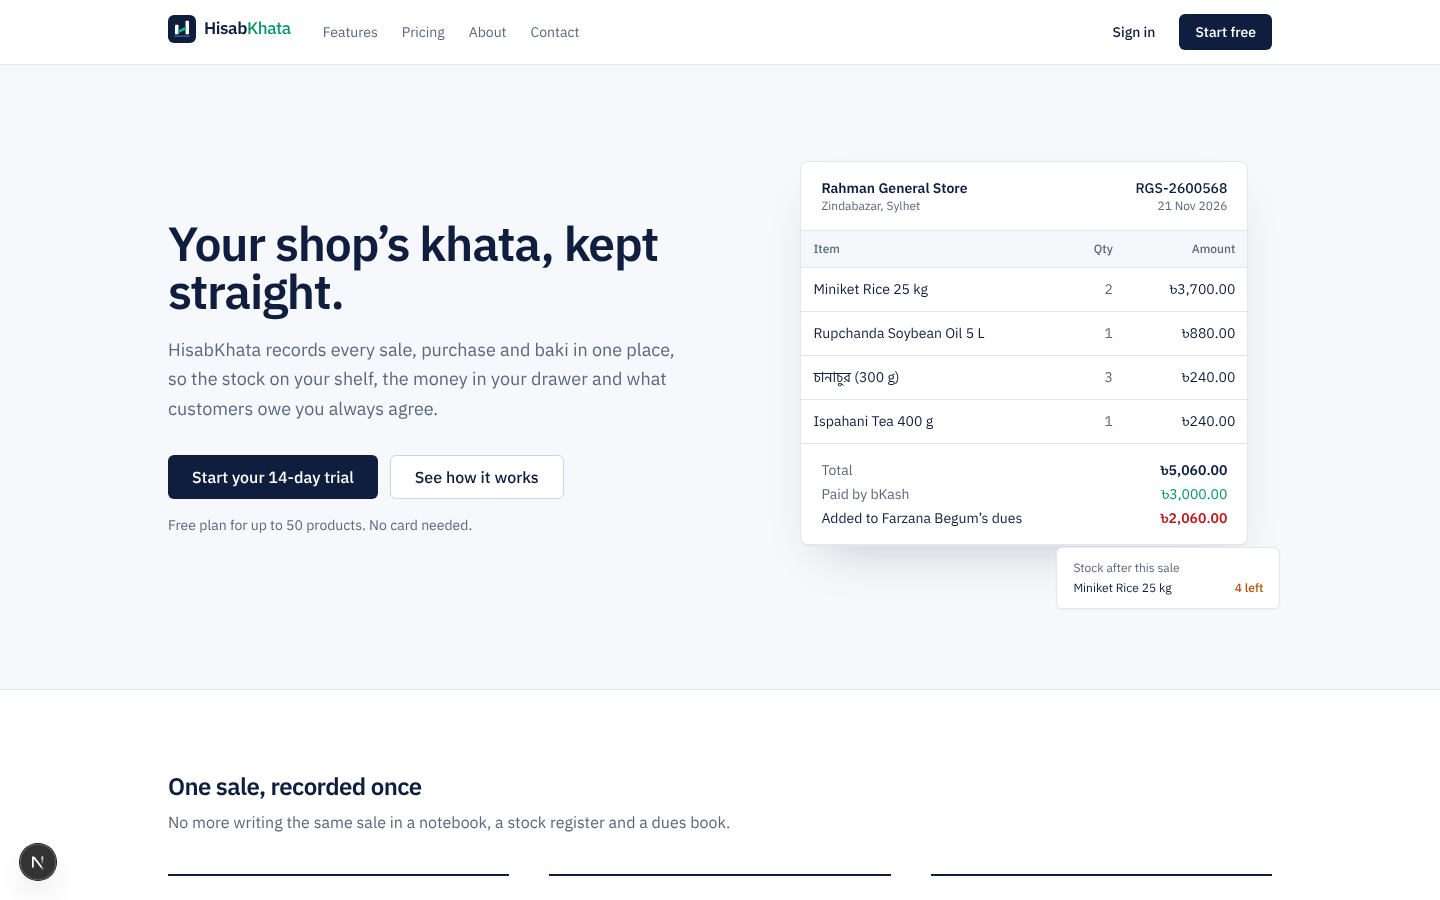 HisabKhata Features Pricing About Contact Sign in Start free
Your shop’s khata, kept
straight.
HisabKhata records every sale, purchase and baki in one place,
so the stock on your shelf, the money in your drawer and what
customers owe you always agree.
Start your 14-day trial See how it works
Free plan for up to 50 products. No card needed.
Rahman General Store RGS-2600568
Zindabazar, Sylhet 21 Nov 2026
Item Qty Amount
Miniket Rice 25 kg 2 ৳3,700.00
Rupchanda Soybean Oil 5 L 1 ৳880.00
চানাচুর (300 g) 3 ৳240.00
Ispahani Tea 400 g 1 ৳240.00
Total ৳5,060.00
Paid by bKash ৳3,000.00
Added to Farzana Begum’s dues ৳2,060.00
Stock after this sale
Miniket Rice 25 kg 4 left
One sale, recorded once
No more writing the same sale in a notebook, a stock register and a dues book.
N